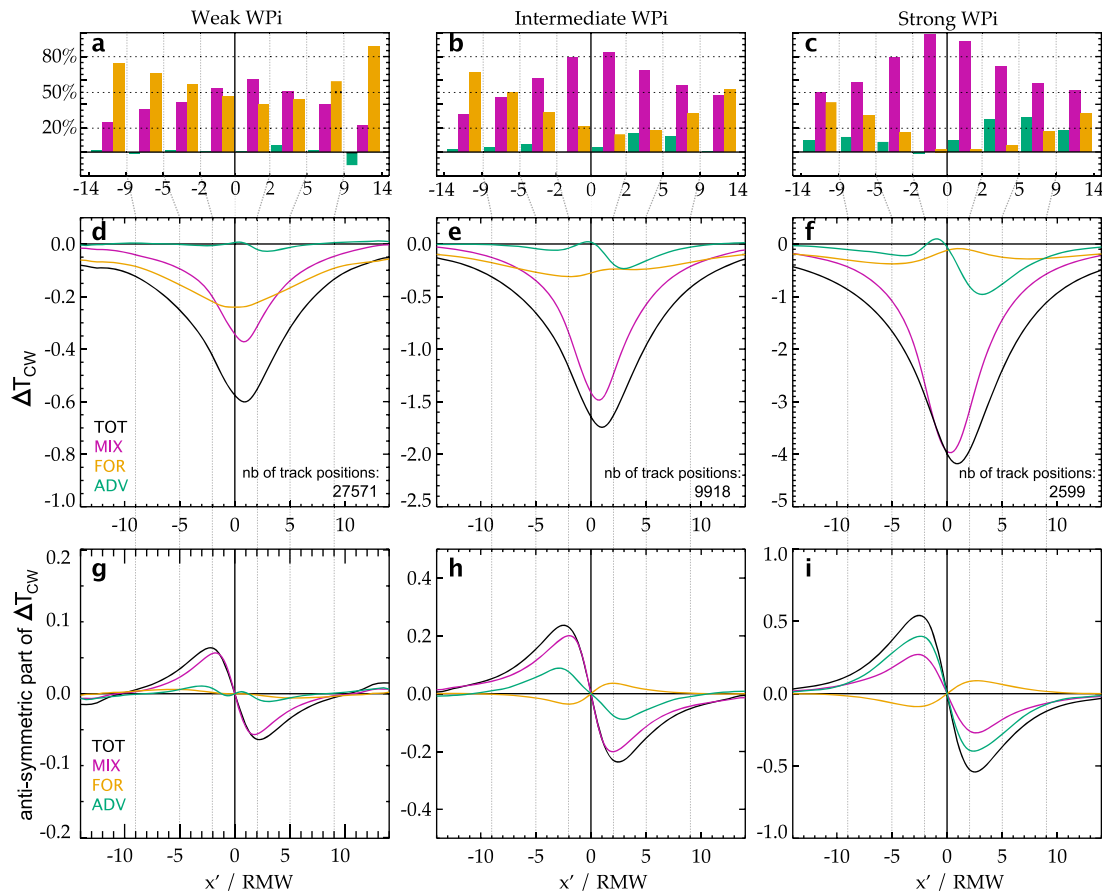 Weak WPi
Intermediate WPi
Strong WPi
a
b
c
80%
50%
20%
-14 -9 -5 -2 0 2 5 9 14
-14 -9 -5 -2 0 2 3 5 9 14
-14 -9 -5 -2 0 2 5 9 14
d
e
f
0.0
-0.2
-0.4
-0.6
-0.8
-1.0
0.0
-0.5
-1.0
-1.5
-2.0
-2.5
0
-1
-2
-3
-4
-5
ΔT_CW
TOT
MIX
FOR
ADV
nb of track positions:
27571
nb of track positions:
9918
nb of track positions:
2599
-10 -5 0 5 10
-10 -5 0 5 10
-10 -5 0 5 10
g
h
i
0.2
0.1
0.0
-0.1
-0.2
0.4
0.2
0.0
-0.2
-0.4
1.0
0.5
0.0
-0.5
-1.0
anti-symmetric part of ΔT_CW
TOT
MIX
FOR
ADV
-10 -5 0 5 10
-10 -5 0 5 10
-10 -5 0 5 10
x' / RMW
x' / RMW
x' / RMW